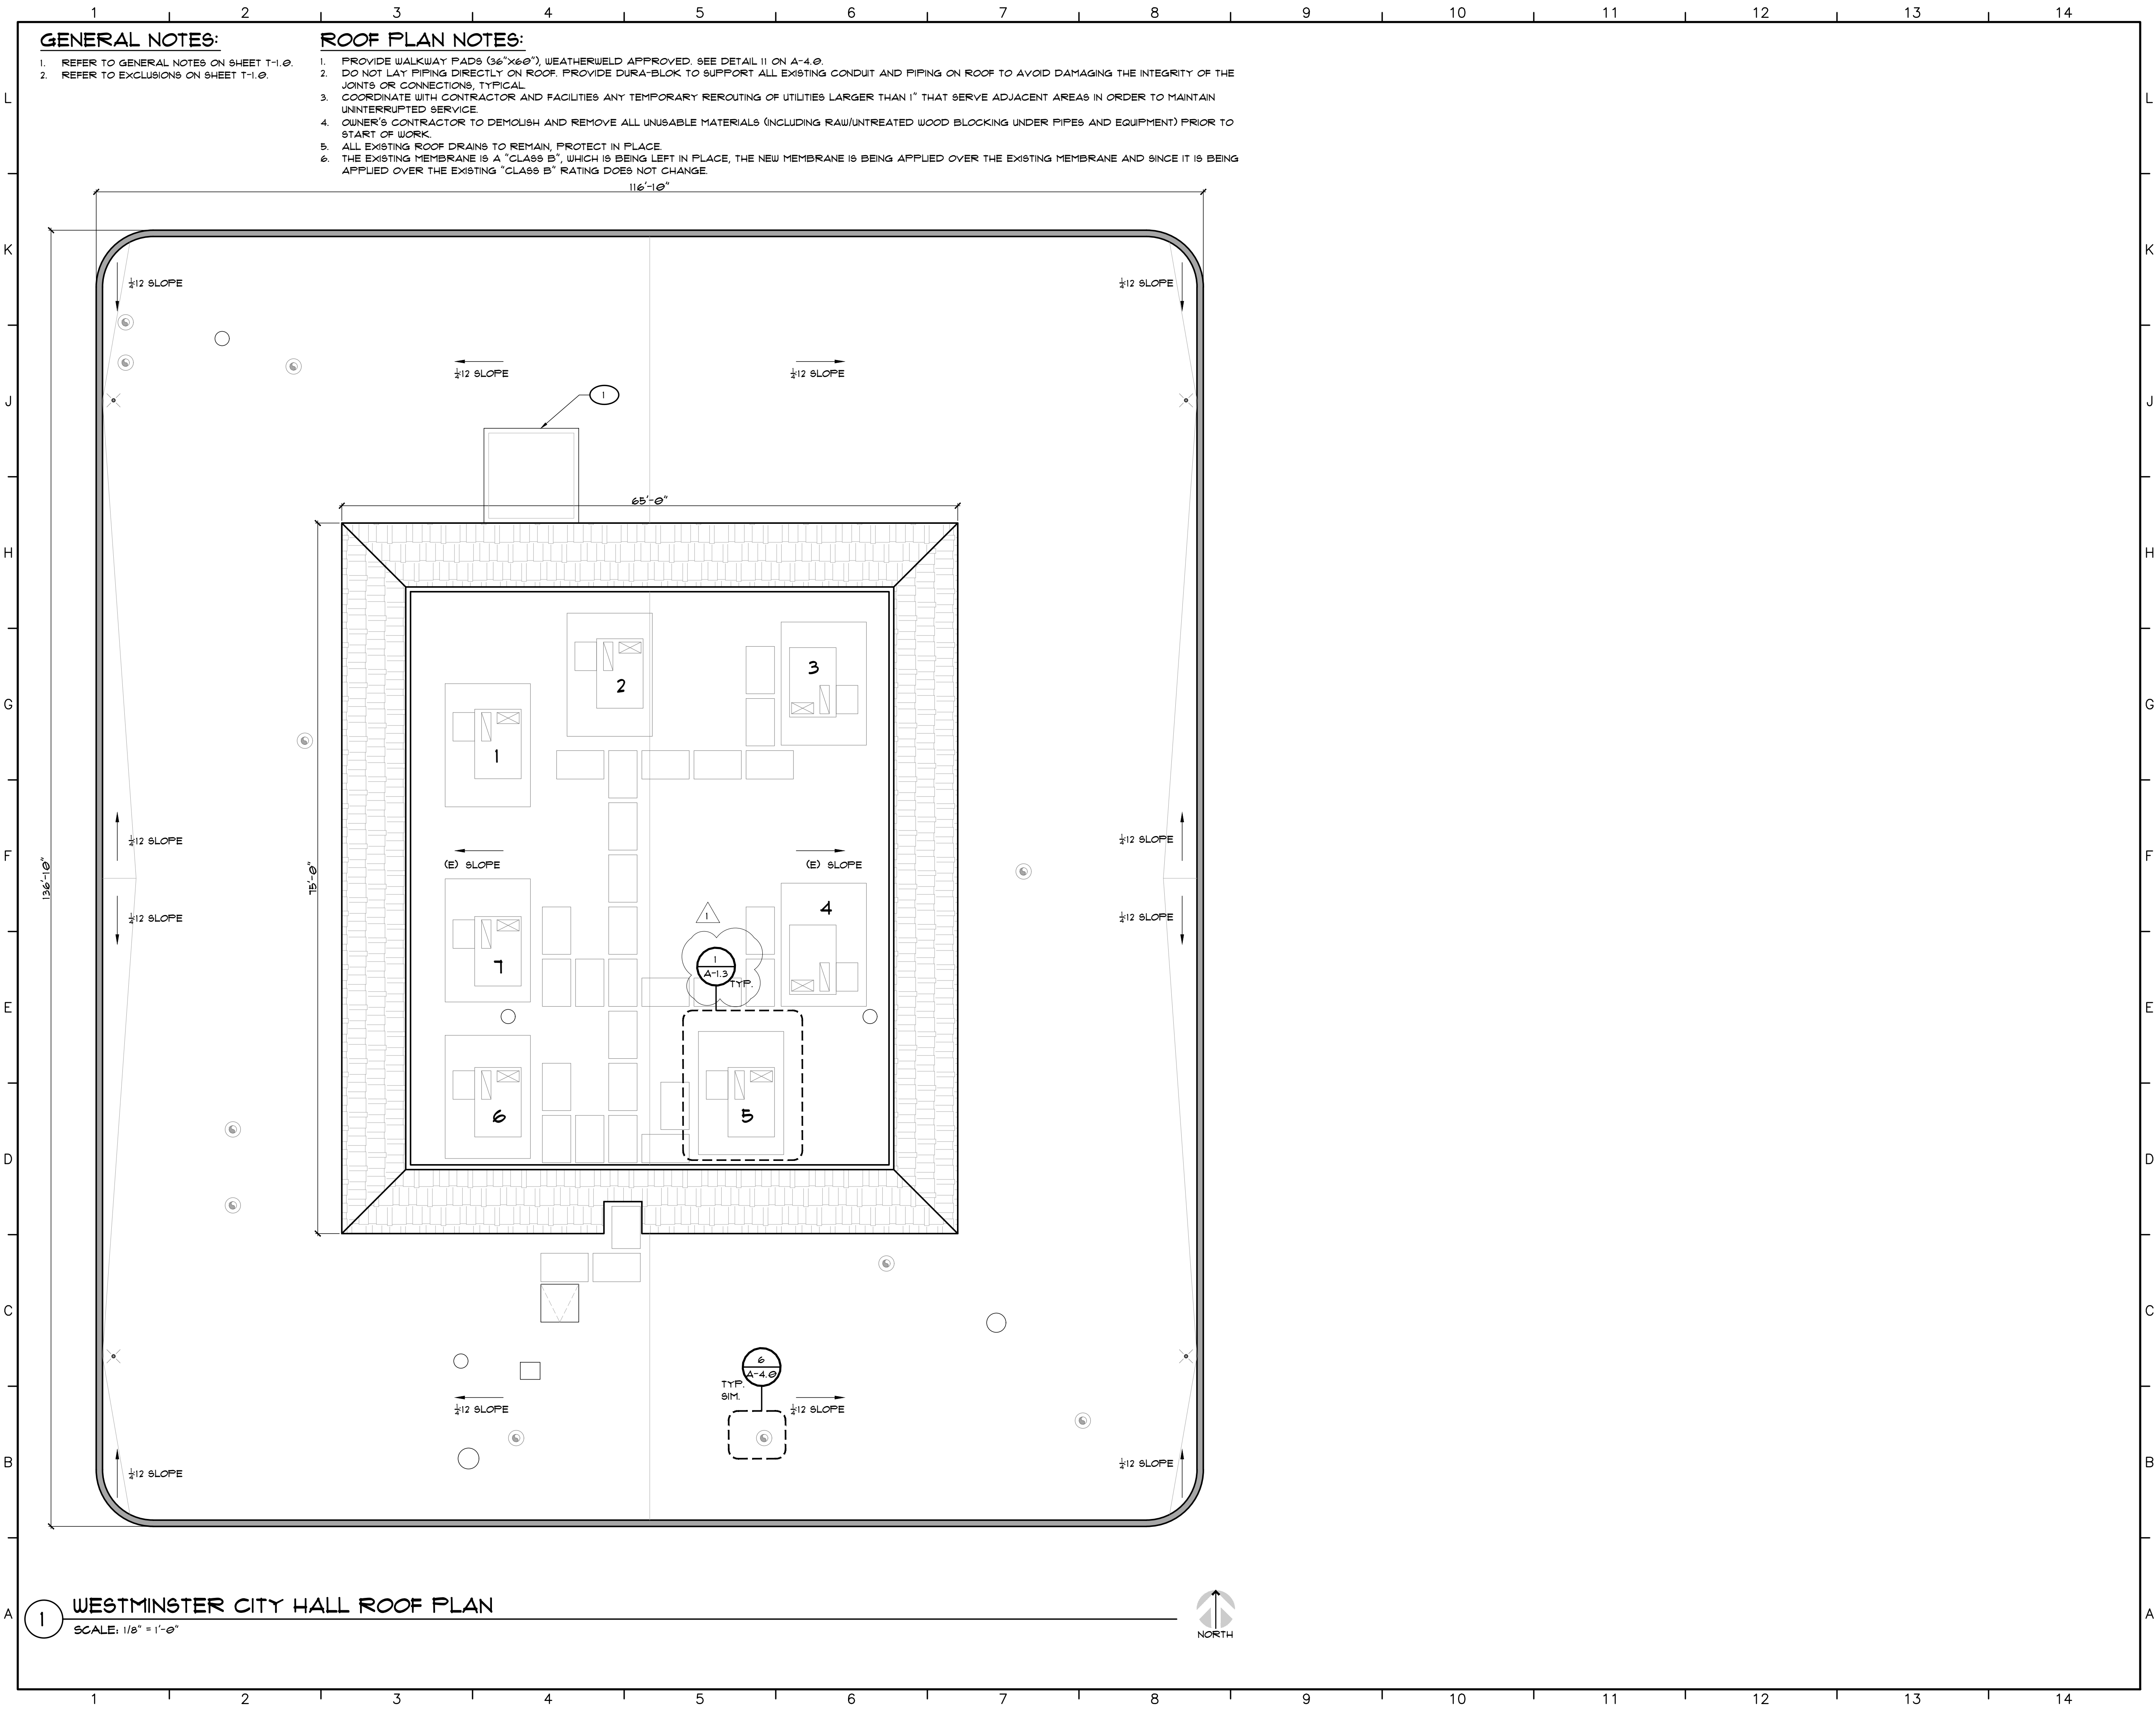 1 2 3 4 5 6 7 8 9 10 11 12 13 14
GENERAL NOTES:
1. REFER TO GENERAL NOTES ON SHEET T-1.0.
2. REFER TO EXCLUSIONS ON SHEET T-1.0.
ROOF PLAN NOTES:
1. PROVIDE WALKWAY PADS (36"X60"), WEATHERWELD APPROVED. SEE DETAIL 11 ON A-4.0.
2. DO NOT LAY PIPING DIRECTLY ON ROOF. PROVIDE DURA-BLOK TO SUPPORT ALL EXISTING CONDUIT AND PIPING ON ROOF TO AVOID DAMAGING THE INTEGRITY OF THE
JOINTS OR CONNECTIONS, TYPICAL
3. COORDINATE WITH CONTRACTOR AND FACILITIES ANY TEMPORARY REROUTING OF UTILITIES LARGER THAN 1" THAT SERVE ADJACENT AREAS IN ORDER TO MAINTAIN
UNINTERRUPTED SERVICE.
4. OWNER'S CONTRACTOR TO DEMOLISH AND REMOVE ALL UNUSABLE MATERIALS (INCLUDING RAW/UNTREATED WOOD BLOCKING UNDER PIPES AND EQUIPMENT) PRIOR TO
START OF WORK.
5. ALL EXISTING ROOF DRAINS TO REMAIN, PROTECT IN PLACE.
6. THE EXISTING MEMBRANE IS A "CLASS B", WHICH IS BEING LEFT IN PLACE, THE NEW MEMBRANE IS BEING APPLIED OVER THE EXISTING MEMBRANE AND SINCE IT IS BEING
APPLIED OVER THE EXISTING "CLASS B" RATING DOES NOT CHANGE.
L L
116'-10"
K K
¼:12 SLOPE ¼:12 SLOPE
¼:12 SLOPE ¼:12 SLOPE
1
J J
65'-0"
H H
3
2
G G
1
¼:12 SLOPE ¼:12 SLOPE
F F
(E) SLOPE (E) SLOPE
136'-10"
75'-0"
4
1
¼:12 SLOPE ¼:12 SLOPE
1
A-1.3
TYP.
7
E E
6 5
D D
C C
6
A-4.0
TYP.
SIM.
¼:12 SLOPE ¼:12 SLOPE
B B
¼:12 SLOPE ¼:12 SLOPE
A A
1
WESTMINSTER CITY HALL ROOF PLAN
SCALE: 1/8" = 1'-0"
NORTH
1 2 3 4 5 6 7 8 9 10 11 12 13 14